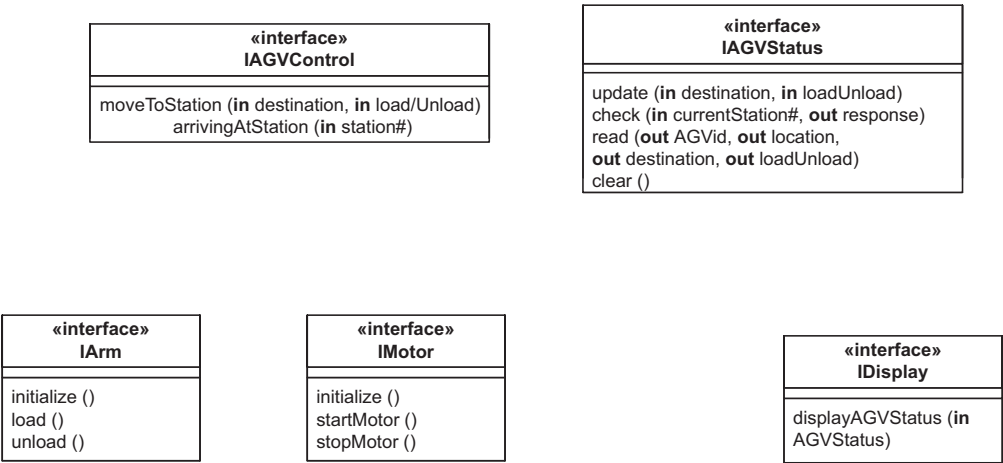 «interface»
IAGVControl
moveToStation (in destination, in load/Unload)
arrivingAtStation (in station#)
«interface»
IAGVStatus
update (in destination, in loadUnload)
check (in currentStation#, out response)
read (out AGVid, out location,
out destination, out loadUnload)
clear ()
«interface»
IArm
initialize ()
load ()
unload ()
«interface»
IMotor
initialize ()
startMotor ()
stopMotor ()
«interface»
IDisplay
displayAGVStatus (in
AGVStatus)